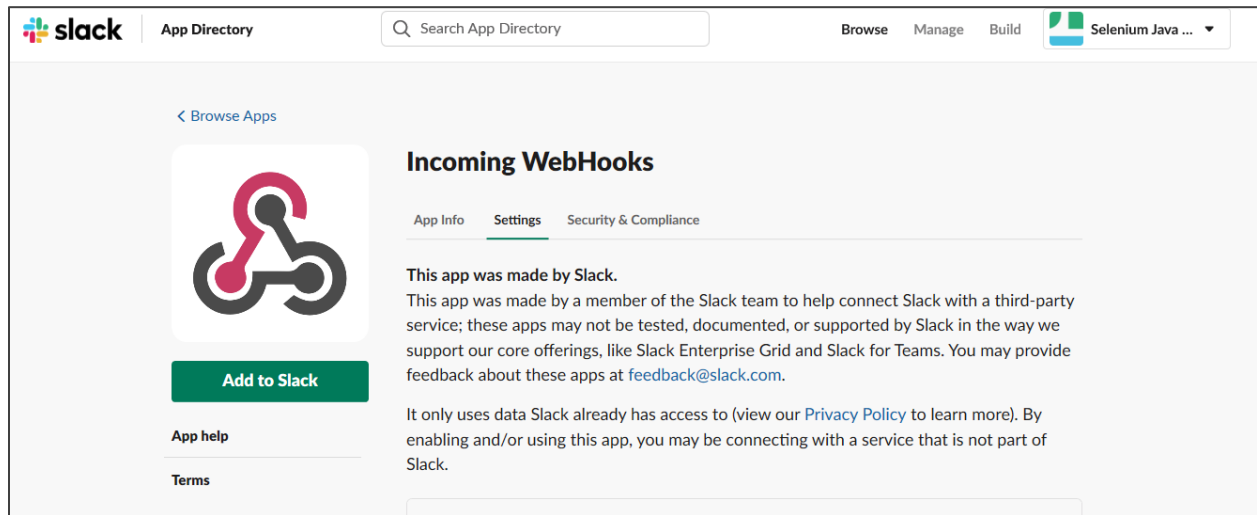 slack
App Directory
Search App Directory
Browse
Manage
Build
Selenium Java ...
Browse Apps
Incoming WebHooks
App Info
Settings
Security & Compliance
This app was made by Slack.
This app was made by a member of the Slack team to help connect Slack with a third-party
service; these apps may not be tested, documented, or supported by Slack in the way we
support our core offerings, like Slack Enterprise Grid and Slack for Teams. You may provide
feedback about these apps at feedback@slack.com.
It only uses data Slack already has access to (view our Privacy Policy to learn more). By
enabling and/or using this app, you may be connecting with a service that is not part of
Slack.
Add to Slack
App help
Terms